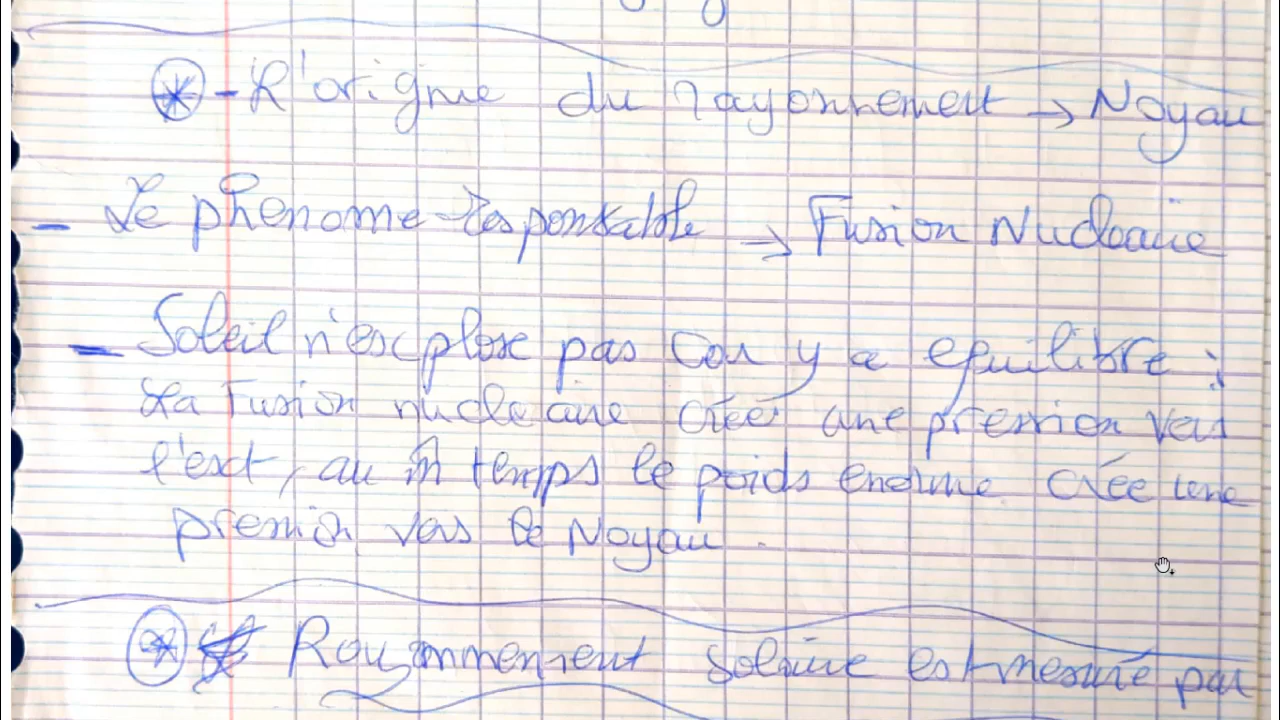 - L'origine du rayonnement → Noyau
- Le phenome responsable → Fusion Nucleaire
- Soleil n'explose pas car y a equilibre :
La Fusion nucleaire créer une pression vers
l'ext, au m̂ temps le poids enorme crée une
pression vers le Noyau.
Rayonnement solaire est mesuré par